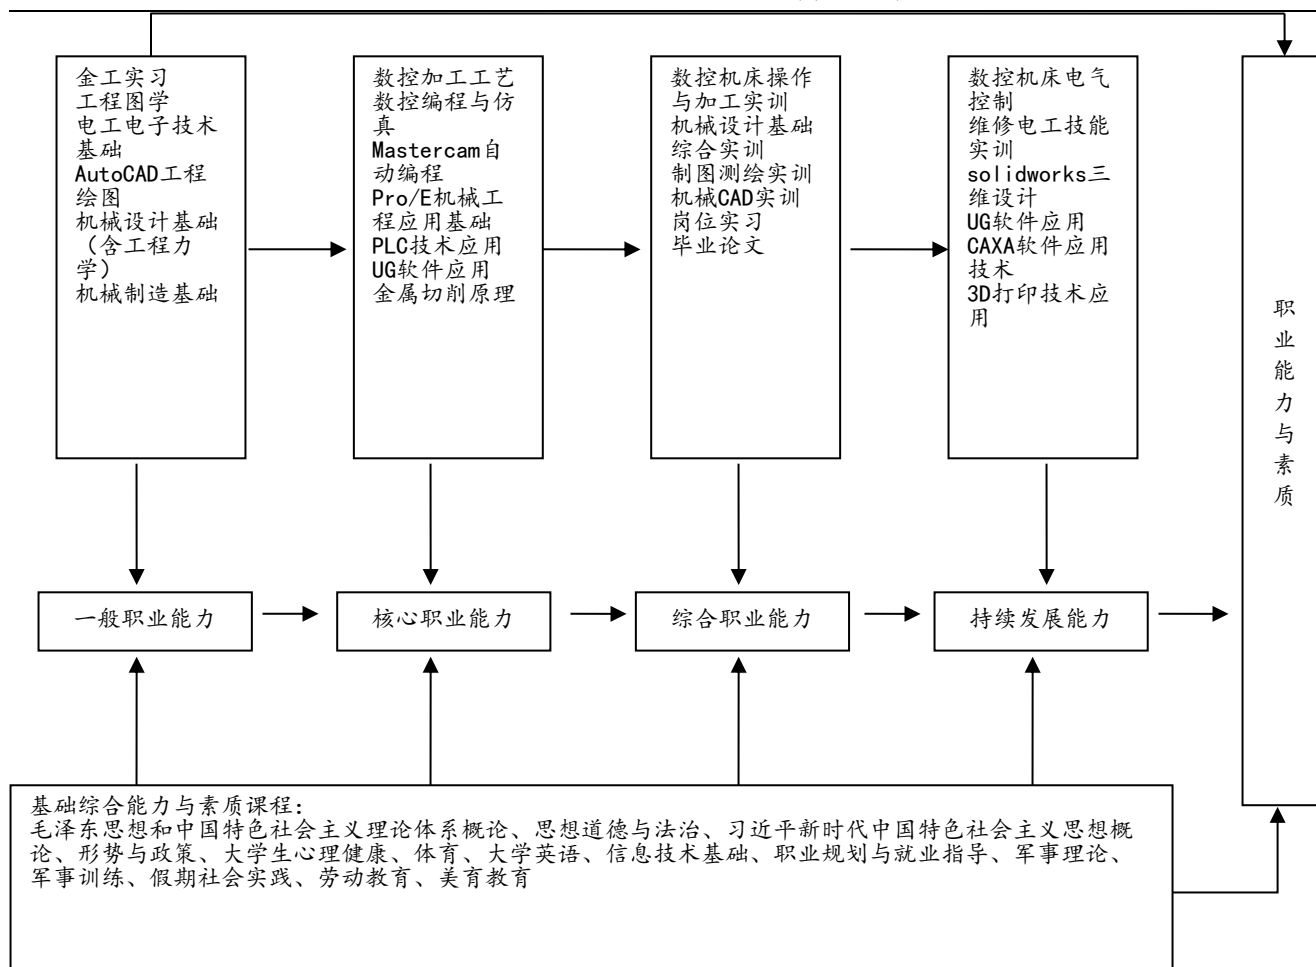 金工实习
工程图学
电工电子技术
基础
AutoCAD工程
绘图
机械设计基础
（含工程力
学）
机械制造基础
数控加工工艺
数控编程与仿
真
Mastercam自
动编程
Pro/E机械工
程应用基础
PLC技术应用
UG软件应用
金属切削原理
数控机床操作
与加工实训
机械设计基础
综合实训
制图测绘实训
机械CAD实训
岗位实习
毕业论文
数控机床电气
控制
维修电工技能
实训
solidworks三
维设计
UG软件应用
CAXA软件应用
技术
3D打印技术应
用
职
业
能
力
与
素
质
一般职业能力
核心职业能力
综合职业能力
持续发展能力
基础综合能力与素质课程：
毛泽东思想和中国特色社会主义理论体系概论、思想道德与法治、习近平新时代中国特色社会主义思想概
论、形势与政策、大学生心理健康、体育、大学英语、信息技术基础、职业规划与就业指导、军事理论、
军事训练、假期社会实践、劳动教育、美育教育